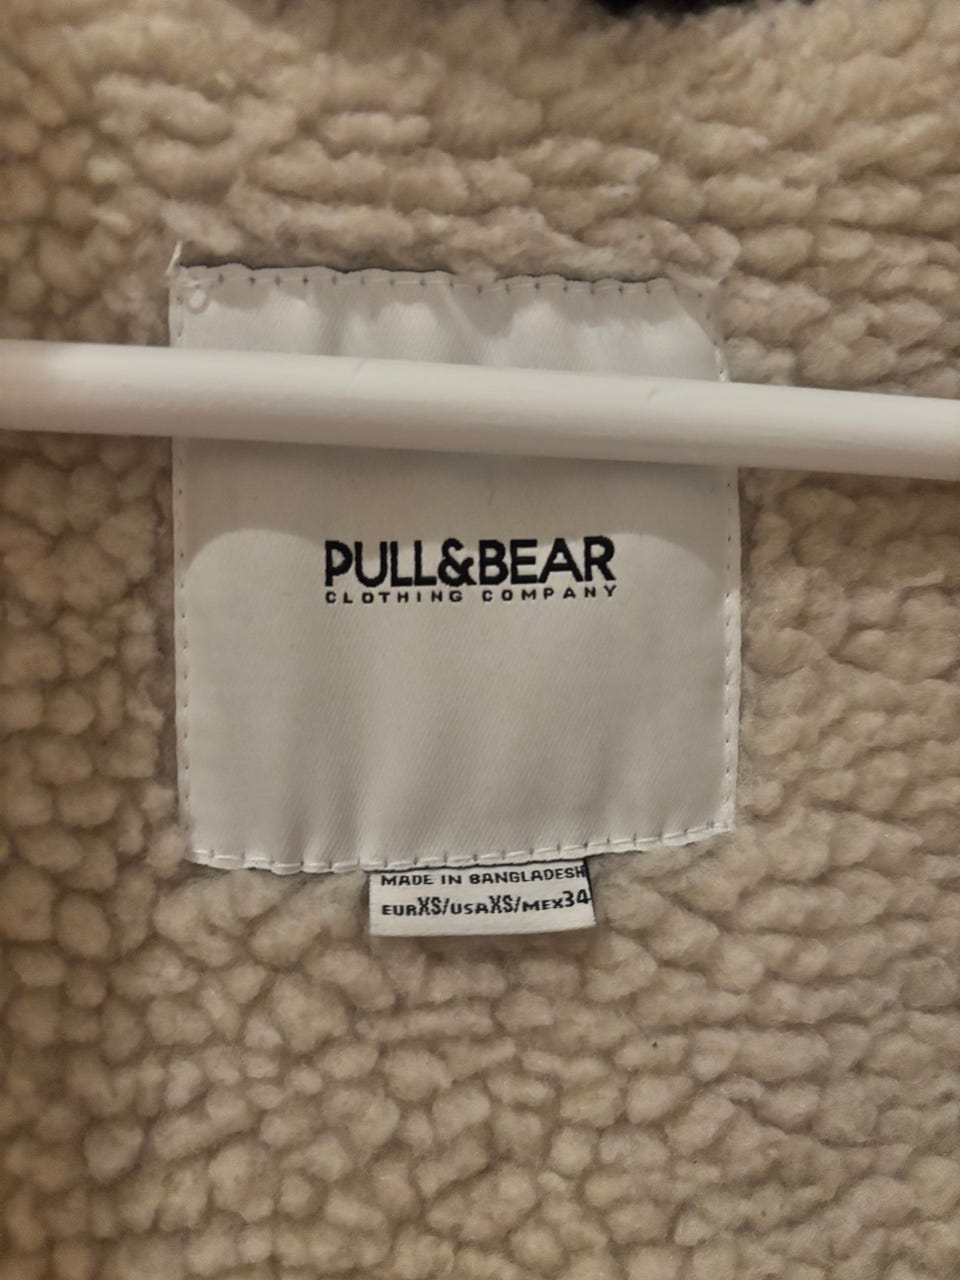 PULL&BEAR
CLOTHING COMPANY
MADE IN BANGLADESH
EURXS/USAXS/MEX34